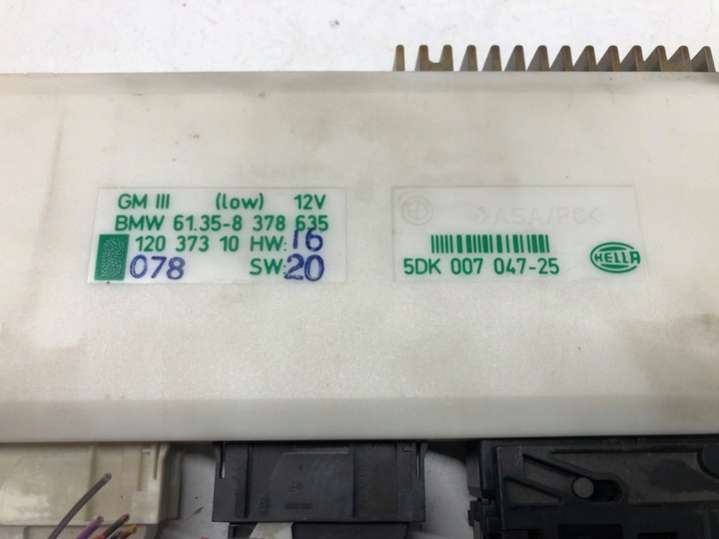 GM III (low) 12V
BMW 61.35-8 378 635
120 373 10 HW: 16
078 SW: 20
5DK 007 047-25
HELLA